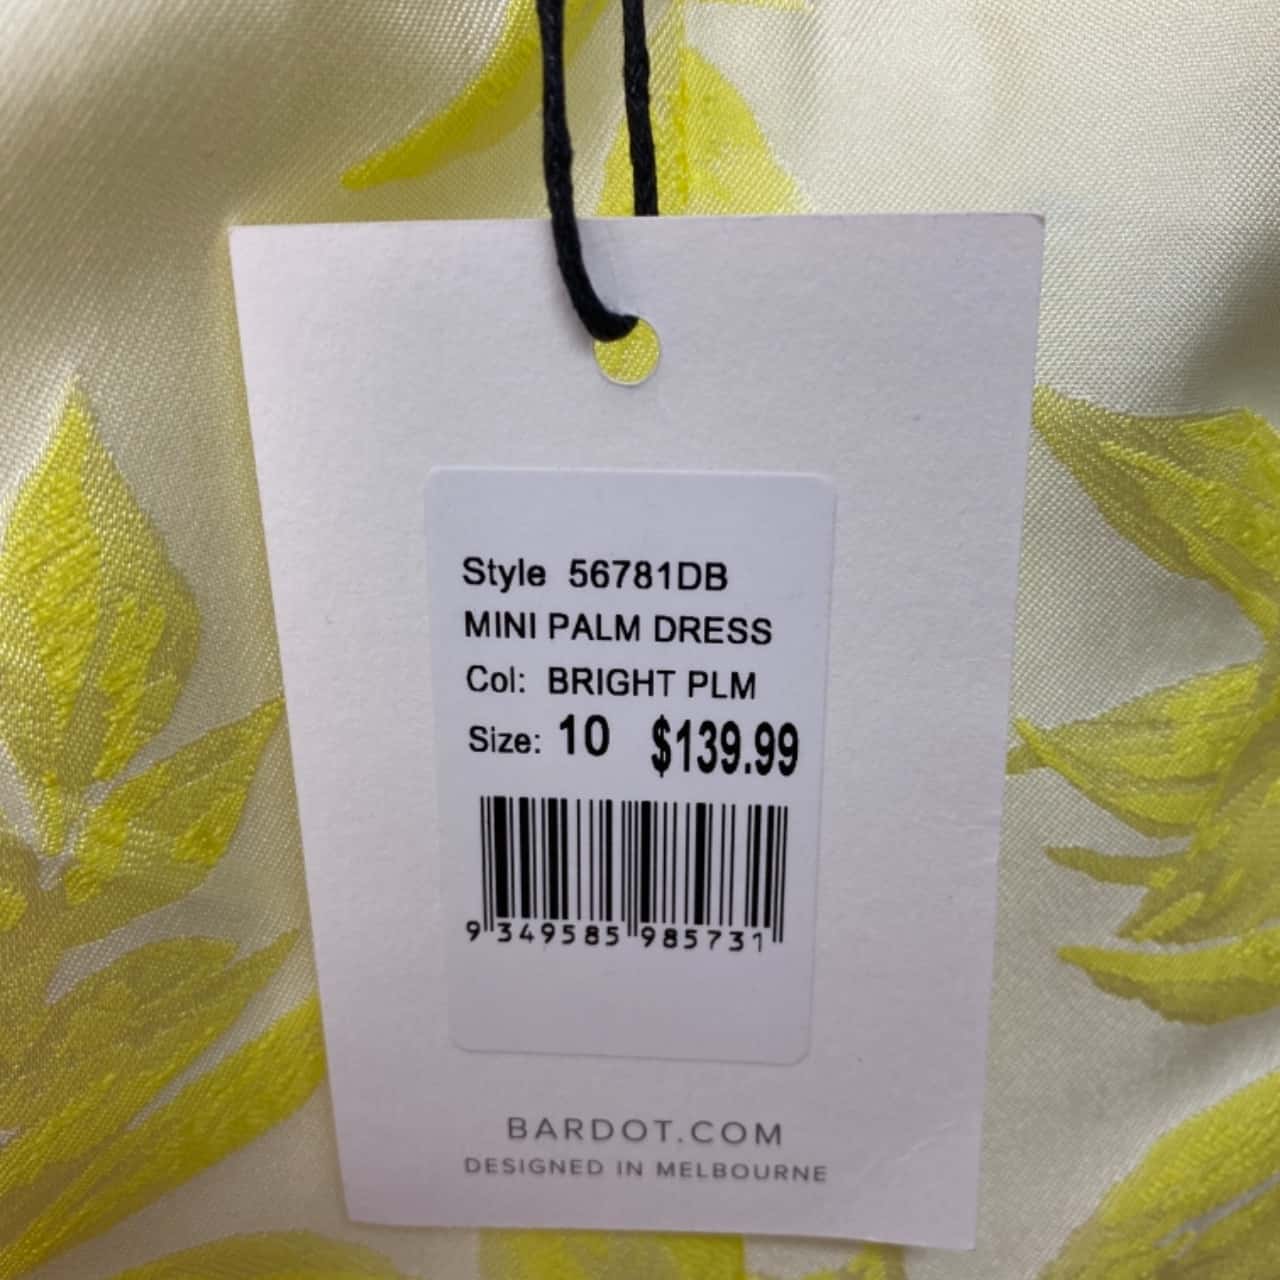 Style 56781DB
MINI PALM DRESS
Col: BRIGHT PLM
Size: 10 $139.99
9 349585 985731
BARDOT.COM
DESIGNED IN MELBOURNE